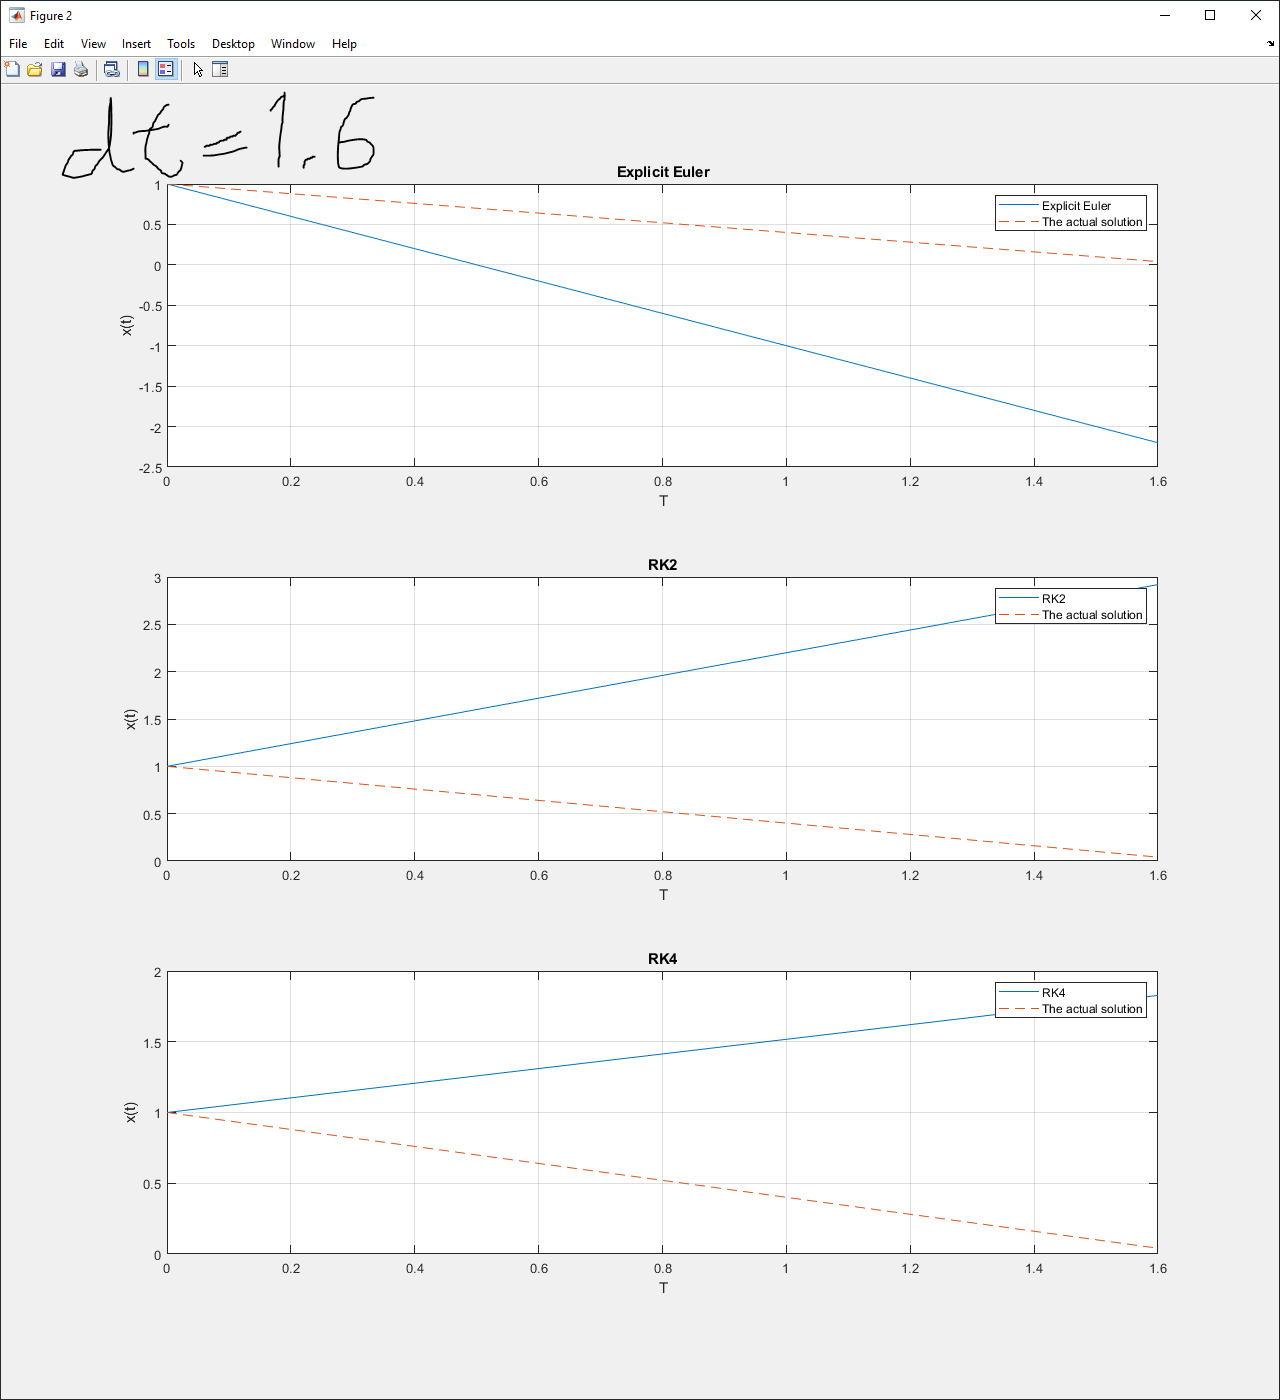 Figure 2
File Edit View Insert Tools Desktop Window Help
dt=1.6
Explicit Euler
1
0.5
0
-0.5
-1
-1.5
-2
-2.5
x(t)
Explicit Euler
The actual solution
0 0.2 0.4 0.6 0.8 1 1.2 1.4 1.6
T
RK2
3
2.5
2
1.5
1
0.5
0
x(t)
RK2
The actual solution
0 0.2 0.4 0.6 0.8 1 1.2 1.4 1.6
T
RK4
2
1.5
1
0.5
0
x(t)
RK4
The actual solution
0 0.2 0.4 0.6 0.8 1 1.2 1.4 1.6
T